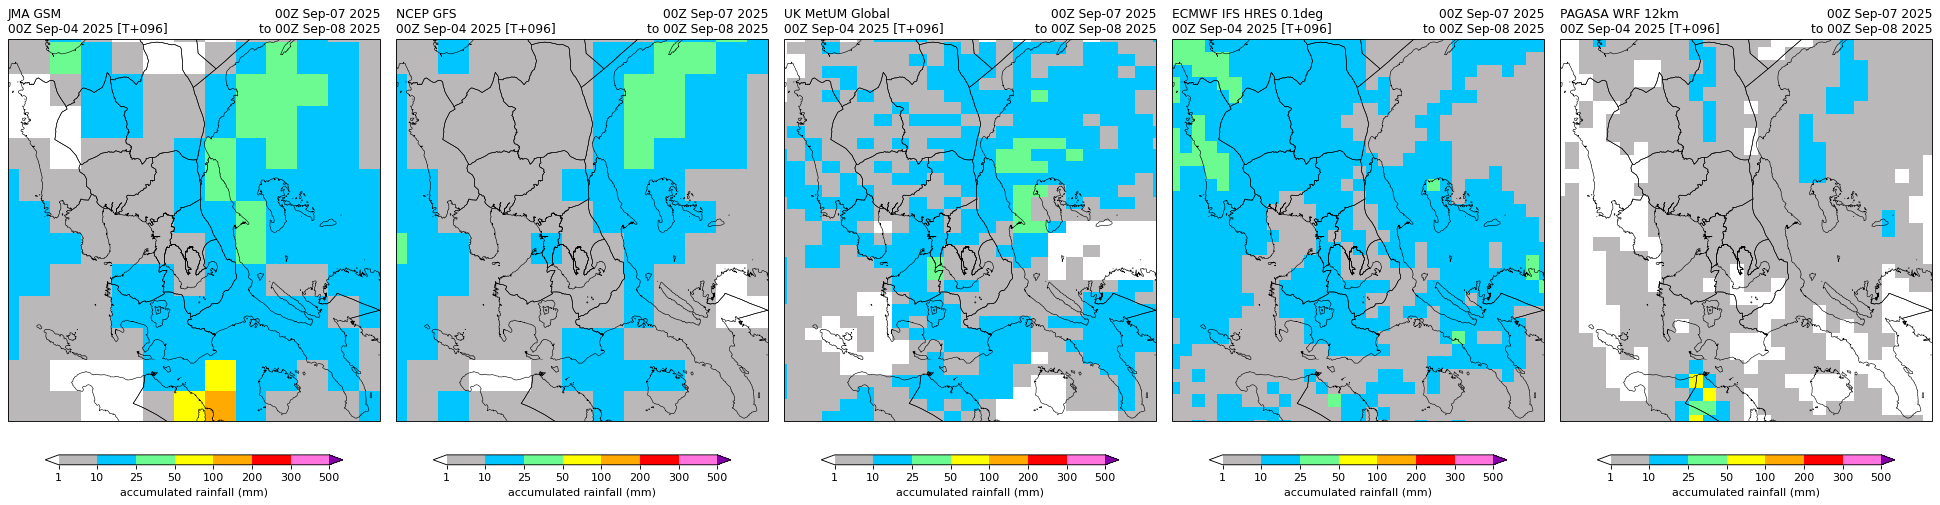 JMA GSM 00Z Sep-07 2025
00Z Sep-04 2025 [T+096] to 00Z Sep-08 2025
1 10 25 50 100 200 300 500
accumulated rainfall (mm)
NCEP GFS 00Z Sep-07 2025
00Z Sep-04 2025 [T+096] to 00Z Sep-08 2025
1 10 25 50 100 200 300 500
accumulated rainfall (mm)
UK MetUM Global 00Z Sep-07 2025
00Z Sep-04 2025 [T+096] to 00Z Sep-08 2025
1 10 25 50 100 200 300 500
accumulated rainfall (mm)
ECMWF IFS HRES 0.1deg 00Z Sep-07 2025
00Z Sep-04 2025 [T+096] to 00Z Sep-08 2025
1 10 25 50 100 200 300 500
accumulated rainfall (mm)
PAGASA WRF 12km 00Z Sep-07 2025
00Z Sep-04 2025 [T+096] to 00Z Sep-08 2025
1 10 25 50 100 200 300 500
accumulated rainfall (mm)